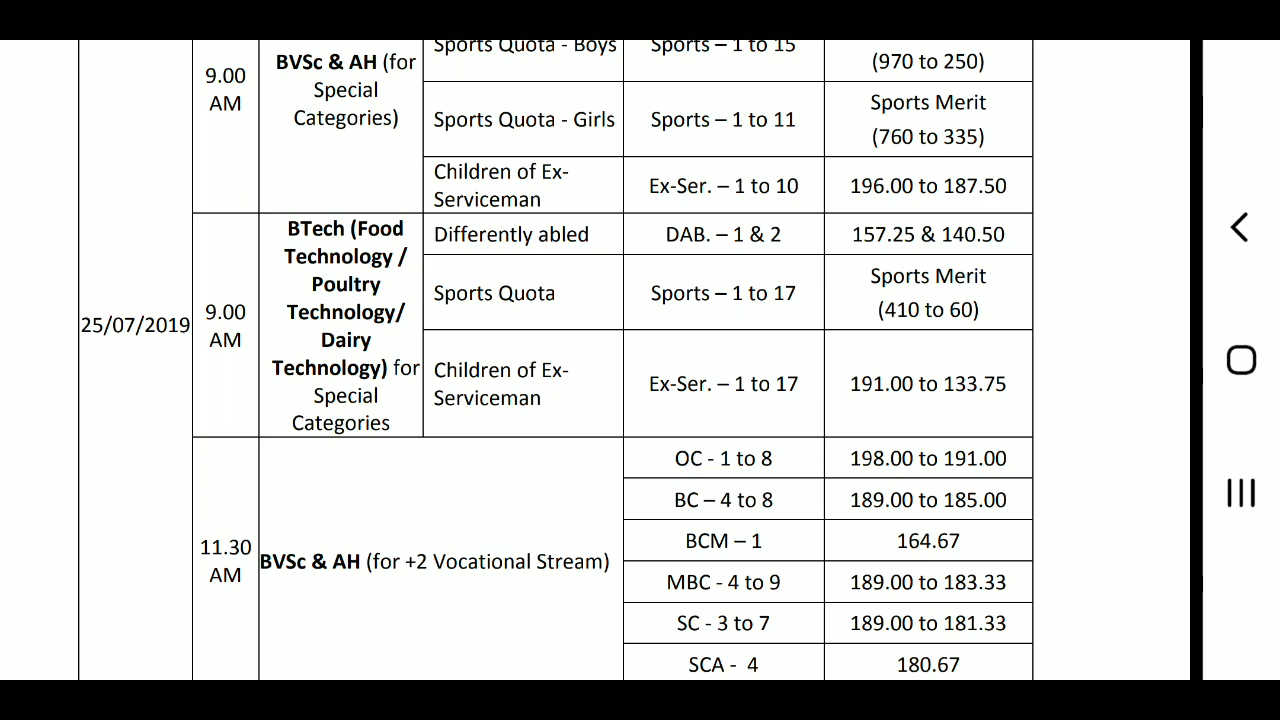 Sports Quota - Boys Sports – 1 to 15
9.00 AM
BVSc & AH (for Special Categories)
(970 to 250)
Sports Quota - Girls Sports – 1 to 11 Sports Merit (760 to 335)
Children of Ex-Serviceman Ex-Ser. – 1 to 10 196.00 to 187.50
25/07/2019
9.00 AM
BTech (Food
Technology /
Poultry
Technology/
Dairy
Technology) for
Special
Categories
Differently abled DAB. – 1 & 2 157.25 & 140.50
Sports Quota Sports – 1 to 17 Sports Merit (410 to 60)
Children of Ex-Serviceman Ex-Ser. – 1 to 17 191.00 to 133.75
11.30 AM
BVSc & AH (for +2 Vocational Stream)
OC - 1 to 8 198.00 to 191.00
BC – 4 to 8 189.00 to 185.00
BCM – 1 164.67
MBC - 4 to 9 189.00 to 183.33
SC - 3 to 7 189.00 to 181.33
SCA - 4 180.67